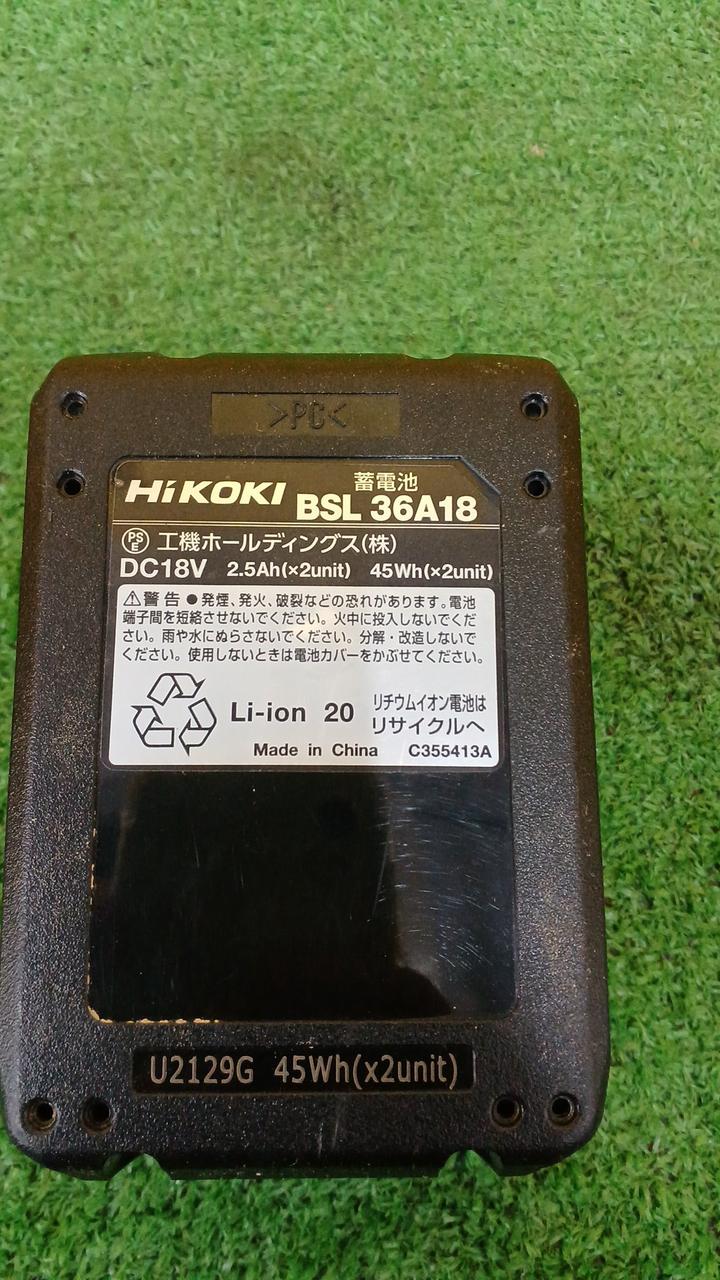 >PC<
HiKOKI 蓄電池
BSL 36A18
PSE 工機ホールディングス(株)
DC18V 2.5Ah(×2unit) 45Wh(×2unit)
⚠警告 ●発煙、発火、破裂などの恐れがあります。電池
端子間を短絡させないでください。火中に投入しないでくだ
さい。雨や水にぬらさないでください。分解・改造しないで
ください。使用しないときは電池カバーをかぶせてください。
Li-ion 20 リチウムイオン電池は
リサイクルへ
Made in China C355413A
U2129G 45Wh(x2unit)